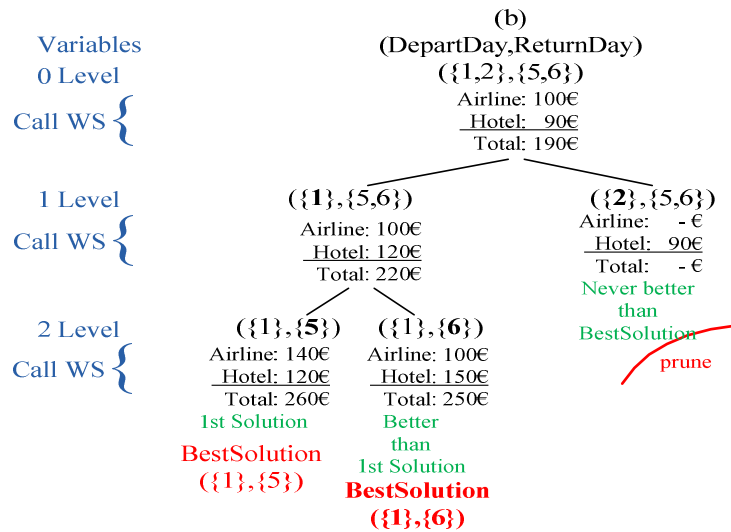 (b)
Variables
(DepartDay,ReturnDay)
0 Level
({1,2},{5,6})
Call WS {
Airline: 100€
Hotel: 90€
Total: 190€
1 Level
({1},{5,6})
({2},{5,6})
Call WS {
Airline: 100€
Hotel: 120€
Total: 220€
Airline: - €
Hotel: 90€
Total: - €
Never better
than
BestSolution
prune
2 Level
({1},{5})
({1},{6})
Call WS {
Airline: 140€
Hotel: 120€
Total: 260€
1st Solution
BestSolution
({1},{5})
Airline: 100€
Hotel: 150€
Total: 250€
Better
than
1st Solution
BestSolution
({1},{6})